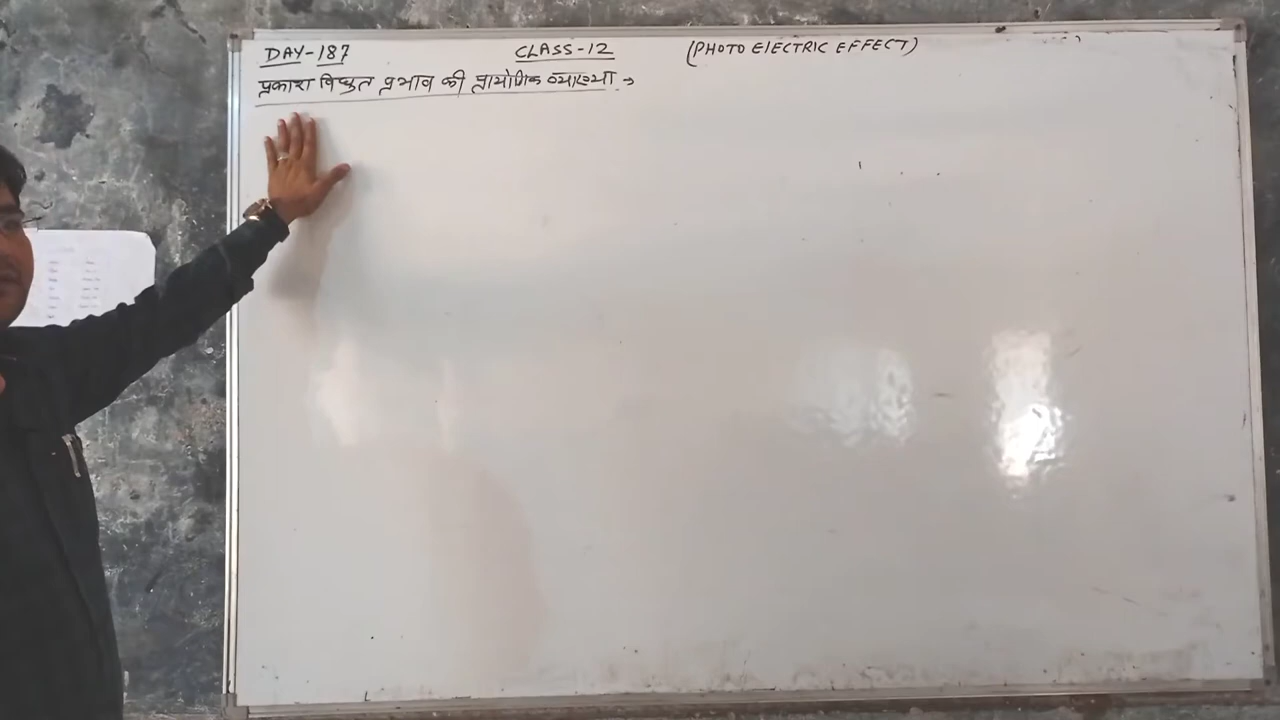 DAY-187 CLASS-12 (PHOTO ELECTRIC EFFECT)
प्रकाश विद्युत प्रभाव की प्रायोगिक व्याख्या →